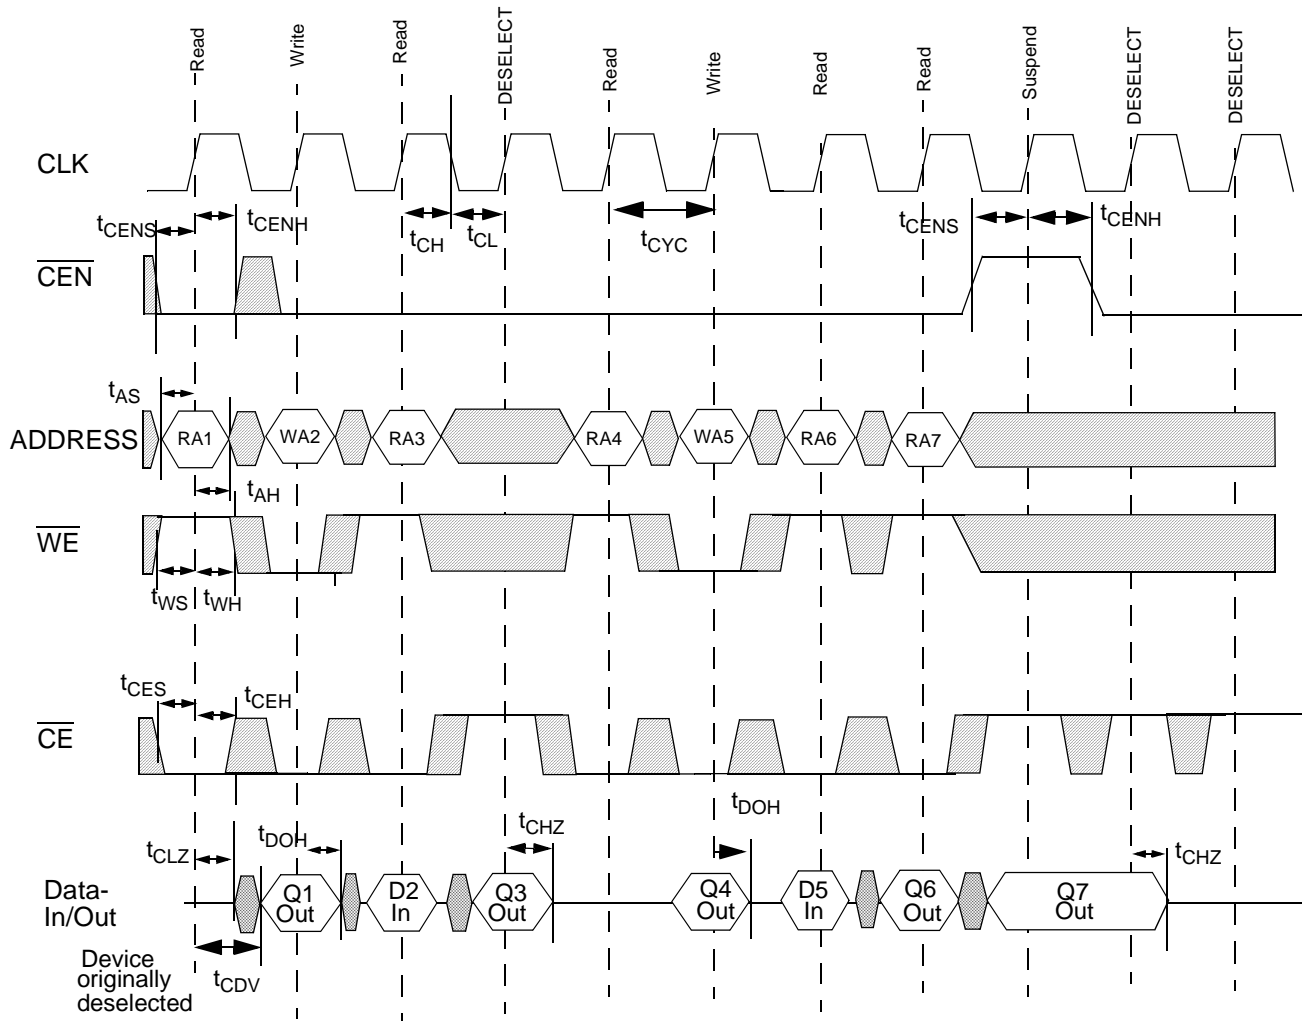 Read
Write
Read
DESELECT
Read
Write
Read
Read
Suspend
DESELECT
DESELECT
CLK
tCENS
tCENH
tCH
tCL
tCYC
tCENS
tCENH
CEN
tAS
ADDRESS
RA1
WA2
RA3
RA4
WA5
RA6
RA7
tAH
WE
tWS
tWH
tCES
tCEH
CE
tDOH
tCLZ
tDOH
tCHZ
tCHZ
Data-
In/Out
Q1
Out
D2
In
Q3
Out
Q4
Out
D5
In
Q6
Out
Q7
Out
Device
originally
deselected
tCDV